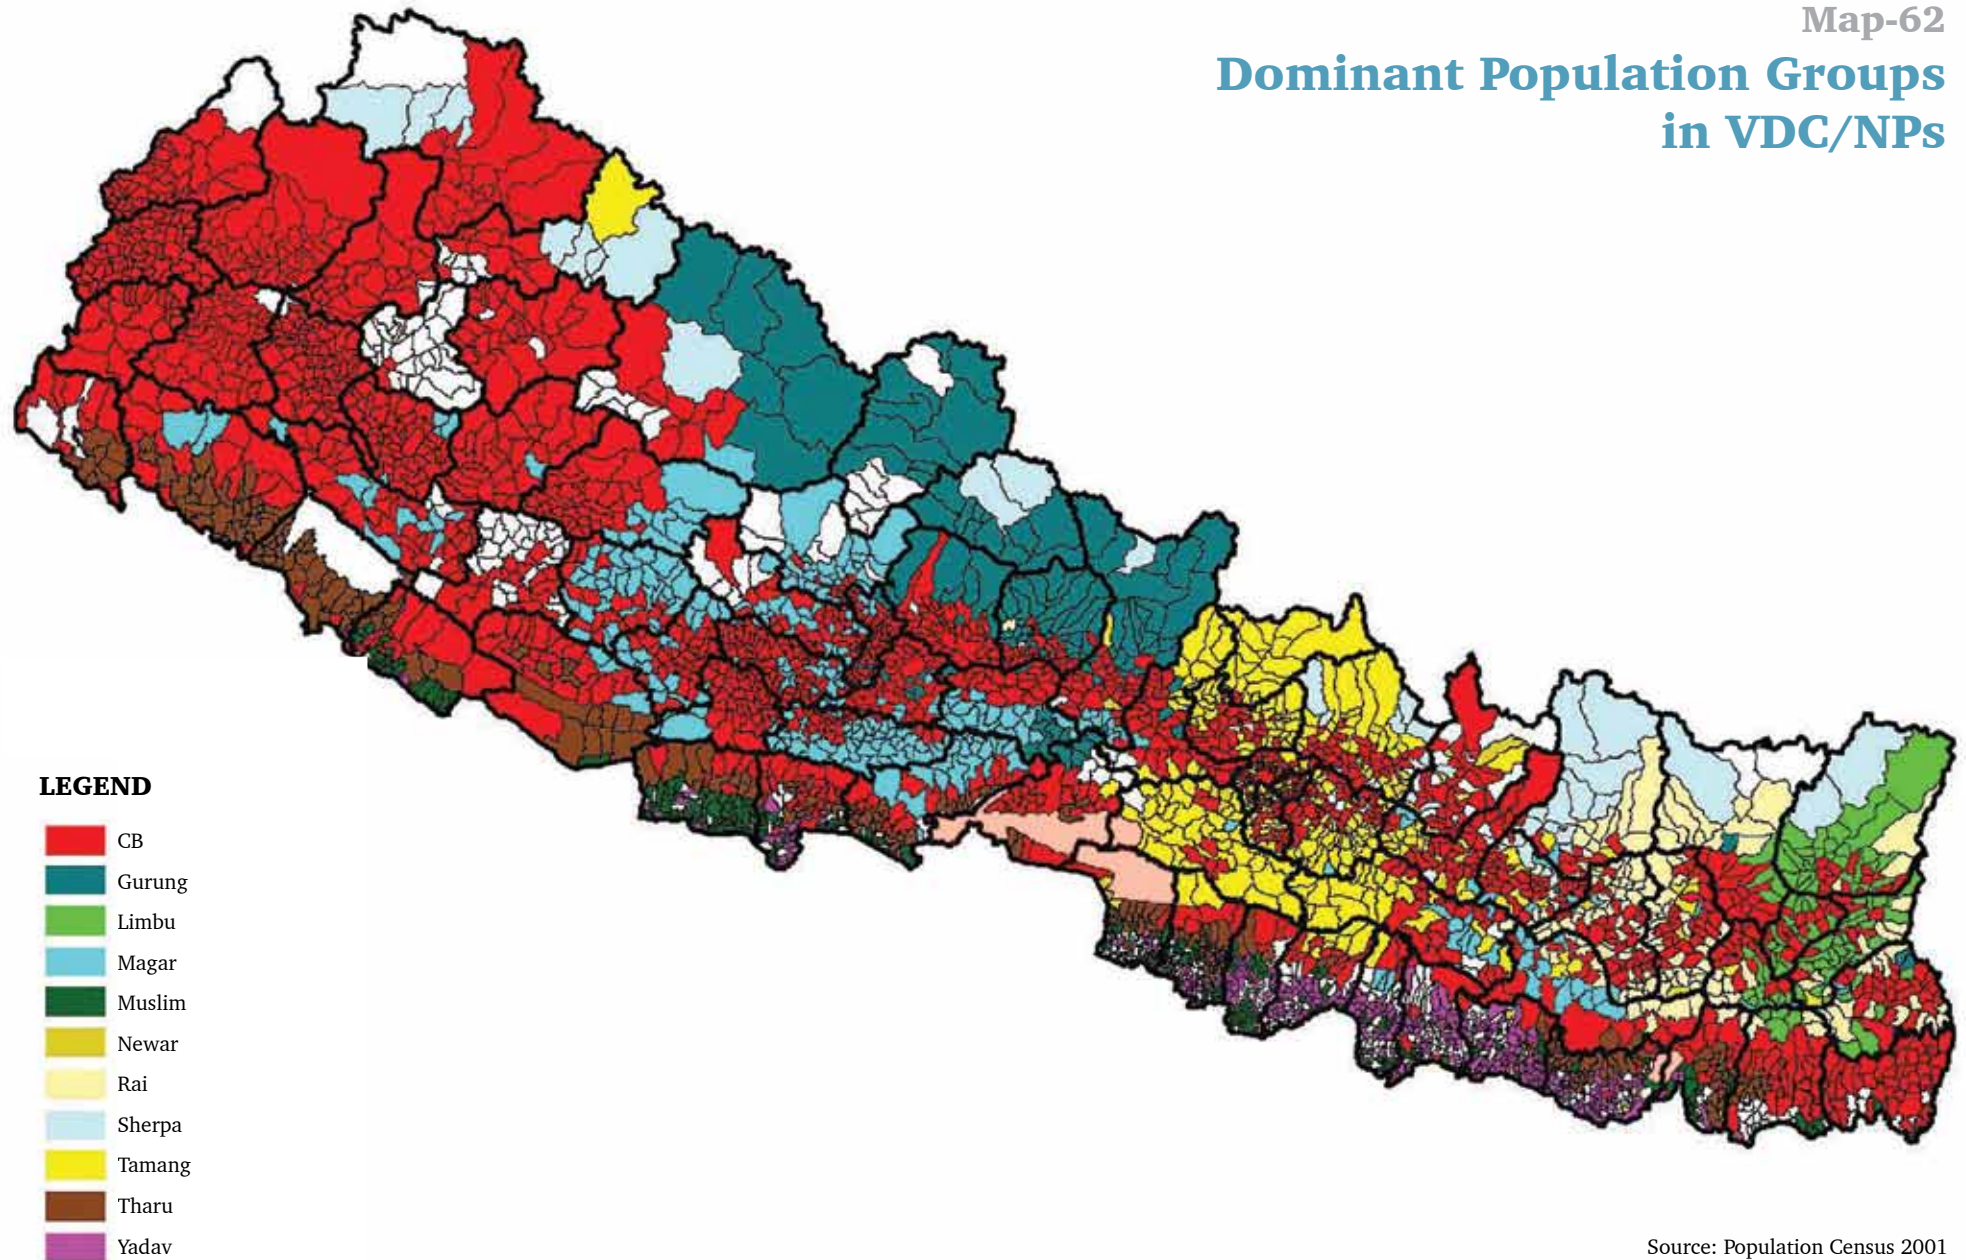 Map-62
Dominant Population Groups
in VDC/NPs
LEGEND
CB
Gurung
Limbu
Magar
Muslim
Newar
Rai
Sherpa
Tamang
Tharu
Yadav
Source: Population Census 2001